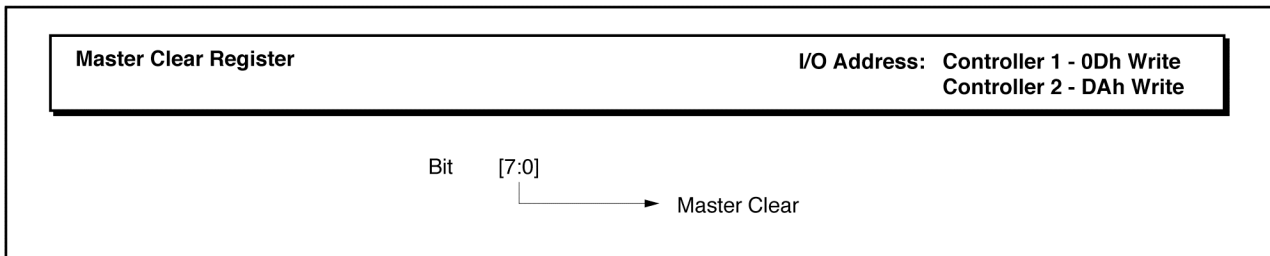 Master Clear Register I/O Address: Controller 1 - 0Dh Write
Controller 2 - DAh Write
Bit [7:0]
Master Clear